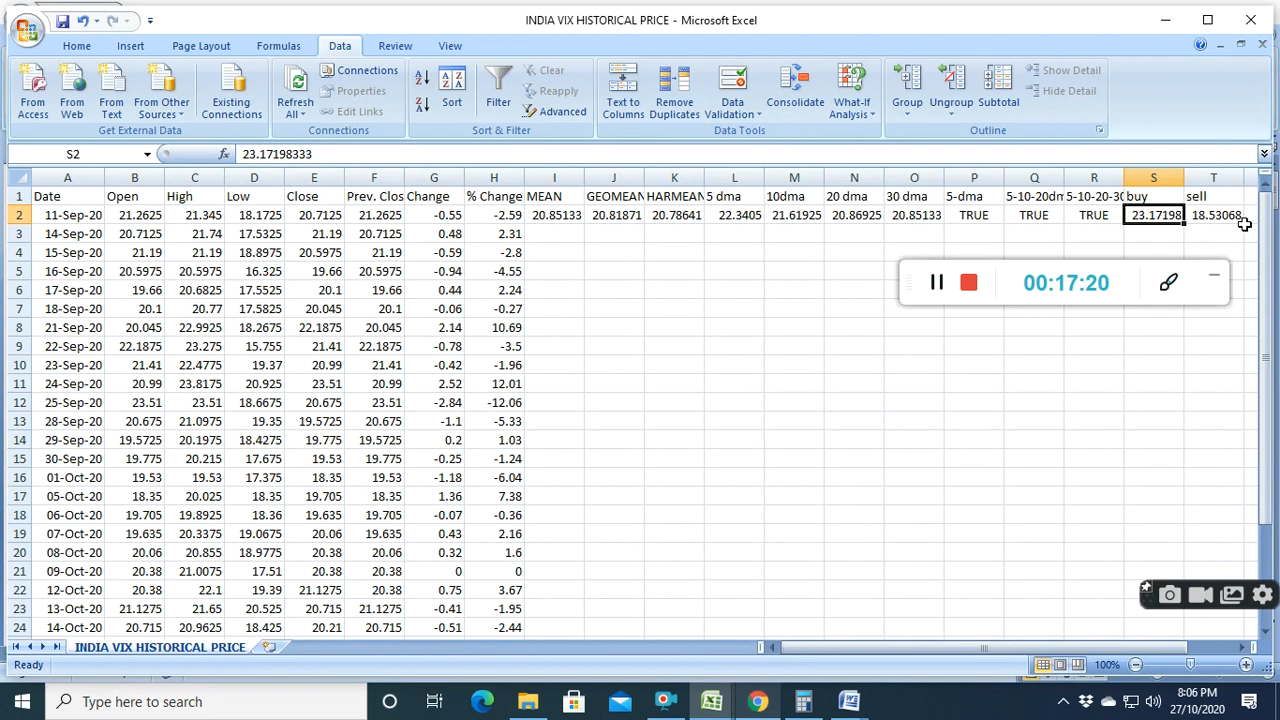 INDIA VIX HISTORICAL PRICE - Microsoft Excel
Home Insert Page Layout Formulas Data Review View
From Access From Web From Text From Other Sources Existing Connections Refresh All Connections Properties Edit Links Sort Filter Clear Reapply Advanced Text to Columns Remove Duplicates Data Validation Consolidate What-If Analysis Group Ungroup Subtotal Show Detail Hide Detail
Get External Data Connections Sort & Filter Data Tools Outline
S2 fx 23.17198333
A B C D E F G H I J K L M N O P Q R S T
1 Date Open High Low Close Prev. Clos Change % Change MEAN GEOMEAN HARMEAN 5 dma 10dma 20 dma 30 dma 5-dma 5-10-20dm 5-10-20-30 buy sell
2 11-Sep-20 21.2625 21.345 18.1725 20.7125 21.2625 -0.55 -2.59 20.85133 20.81871 20.78641 22.3405 21.61925 20.86925 20.85133 TRUE TRUE TRUE 23.17198 18.53068
3 14-Sep-20 20.7125 21.74 17.5325 21.19 20.7125 0.48 2.31
4 15-Sep-20 21.19 21.19 18.8975 20.5975 21.19 -0.59 -2.8
5 16-Sep-20 20.5975 20.5975 16.325 19.66 20.5975 -0.94 -4.55
6 17-Sep-20 19.66 20.6825 17.5525 20.1 19.66 0.44 2.24
7 18-Sep-20 20.1 20.77 17.5825 20.045 20.1 -0.06 -0.27
8 21-Sep-20 20.045 22.9925 18.2675 22.1875 20.045 2.14 10.69
9 22-Sep-20 22.1875 23.275 15.755 21.41 22.1875 -0.78 -3.5
10 23-Sep-20 21.41 22.4775 19.37 20.99 21.41 -0.42 -1.96
11 24-Sep-20 20.99 23.8175 20.925 23.51 20.99 2.52 12.01
12 25-Sep-20 23.51 23.51 18.6675 20.675 23.51 -2.84 -12.06
13 28-Sep-20 20.675 21.0975 19.35 19.5725 20.675 -1.1 -5.33
14 29-Sep-20 19.5725 20.1975 18.4275 19.775 19.5725 0.2 1.03
15 30-Sep-20 19.775 20.215 17.65 19.53 19.775 -0.25 -1.24
16 01-Oct-20 19.53 19.53 17.375 18.35 19.53 -1.18 -6.04
17 05-Oct-20 18.35 20.025 18.35 19.705 18.35 1.36 7.38
18 06-Oct-20 19.705 19.8925 18.36 19.635 19.705 -0.07 -0.36
19 07-Oct-20 19.635 20.3375 19.0675 20.06 19.635 0.43 2.16
20 08-Oct-20 20.06 20.855 18.9775 20.38 20.06 0.32 1.6
21 09-Oct-20 20.38 21.0075 17.51 20.38 20.38 0 0
22 12-Oct-20 20.38 22.1 19.39 21.1275 20.38 0.75 3.67
23 13-Oct-20 21.1275 21.65 20.525 20.715 21.1275 -0.41 -1.95
24 14-Oct-20 20.715 20.9625 18.425 20.21 20.715 -0.51 -2.44
00:17:20
INDIA VIX HISTORICAL PRICE
Ready 100%
Type here to search
8:06 PM
27/10/2020